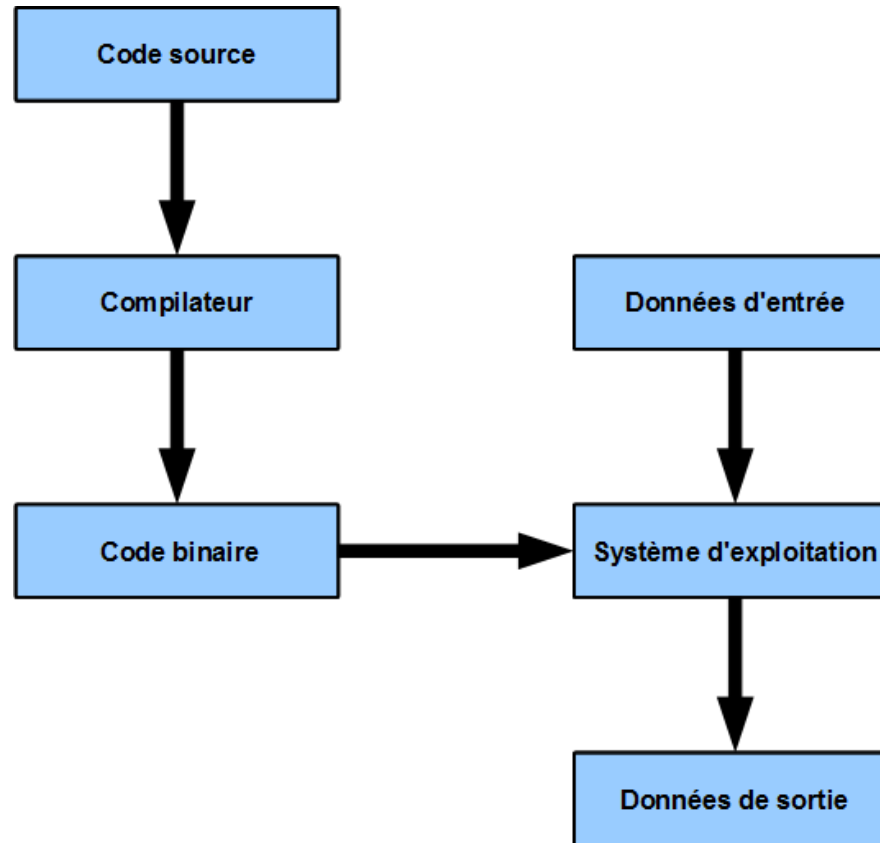 Code source
Compilateur
Données d'entrée
Code binaire
Système d'exploitation
Données de sortie